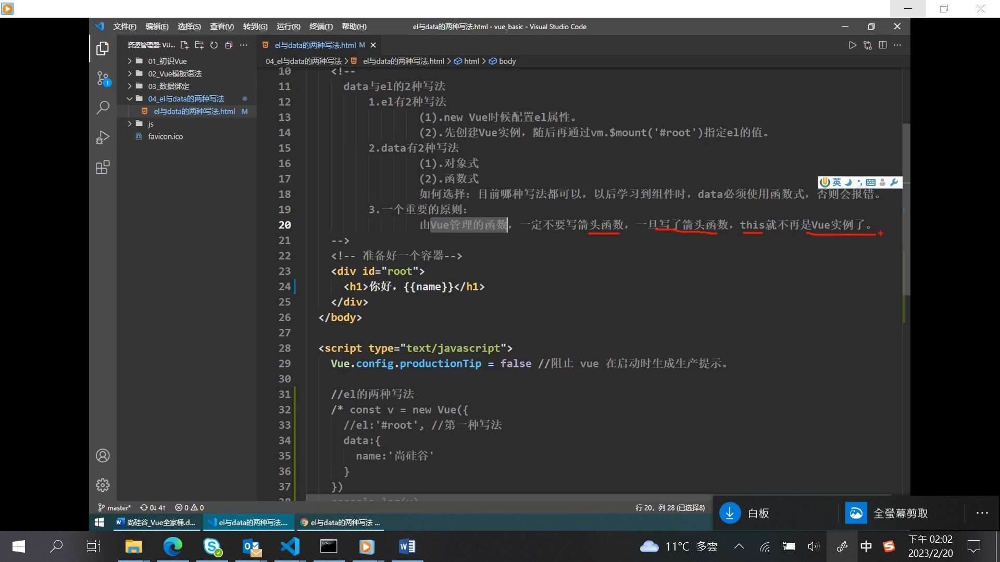 文件(F) 编辑(E) 选择(S) 查看(V) 转到(G) 运行(R) 终端(T) 帮助(H) el与data的两种写法.html - vue_basic - Visual Studio Code
资源管理器: VU...
01_初识Vue
02_Vue模板语法
03_数据绑定
04_el与data的两种写法
el与data的两种写法.html M
js
favicon.ico
el与data的两种写法.html M
04_el与data的两种写法 > el与data的两种写法.html > html > body
10 <!--
11 data与el的2种写法
12 1.el有2种写法
13 (1).new Vue时候配置el属性。
14 (2).先创建Vue实例，随后再通过vm.$mount('#root')指定el的值。
15 2.data有2种写法
16 (1).对象式
17 (2).函数式
18 如何选择：目前哪种写法都可以，以后学习到组件时，data必须使用函数式，否则会报错。
19 3.一个重要的原则：
20 由Vue管理的函数，一定不要写箭头函数，一旦写了箭头函数，this就不再是Vue实例了。
21 -->
22 <!-- 准备好一个容器-->
23 <div id="root">
24 <h1>你好，{{name}}</h1>
25 </div>
26 </body>
27
28 <script type="text/javascript">
29 Vue.config.productionTip = false //阻止 vue 在启动时生成生产提示。
30
31 //el的两种写法
32 /* const v = new Vue({
33 //el:'#root', //第一种写法
34 data:{
35 name:'尚硅谷'
36 }
37 })
38 console.log(v)
英
1
master* 0↓ 4↑ 0 0 行 20，列 28 (已选择8)
白板 全螢幕剪取
尚硅谷_Vue全家桶.d... el与data的两种写法.... el与data的两种写法 ...
11°C 多雲 中 下午 02:02
2023/2/20